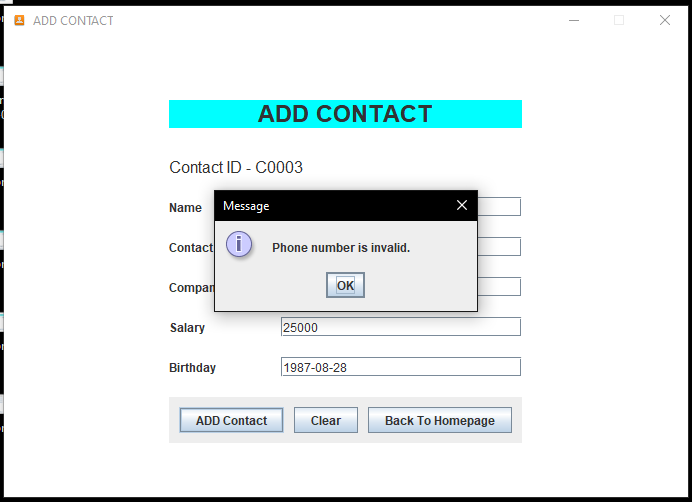 ADD CONTACT
ADD CONTACT
Contact ID - C0003
Name
Message
Contact
Phone number is invalid.
OK
Salary
25000
Birthday
1987-08-28
ADD Contact
Clear
Back To Homepage